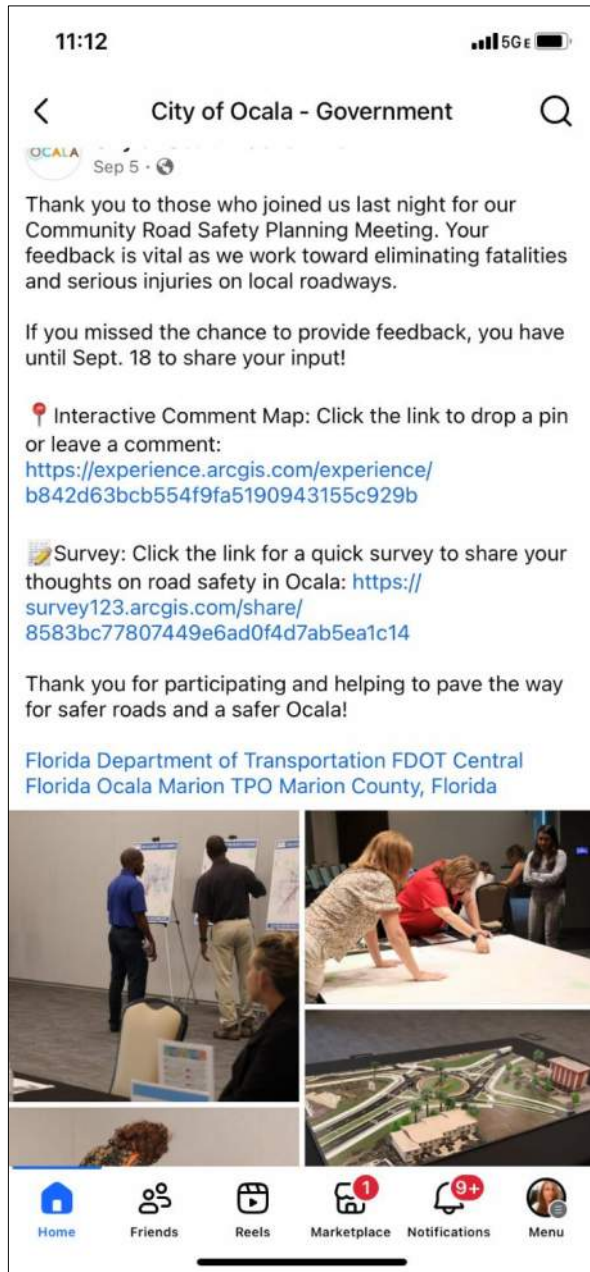 11:12
5GE
City of Ocala - Government
OCALA
Sep 5 ·
Thank you to those who joined us last night for our
Community Road Safety Planning Meeting. Your
feedback is vital as we work toward eliminating fatalities
and serious injuries on local roadways.
If you missed the chance to provide feedback, you have
until Sept. 18 to share your input!
📍 Interactive Comment Map: Click the link to drop a pin
or leave a comment:
https://experience.arcgis.com/experience/
b842d63bcb554f9fa5190943155c929b
📝Survey: Click the link for a quick survey to share your
thoughts on road safety in Ocala: https://
survey123.arcgis.com/share/
8583bc77807449e6ad0f4d7ab5ea1c14
Thank you for participating and helping to pave the way
for safer roads and a safer Ocala!
Florida Department of Transportation FDOT Central
Florida Ocala Marion TPO Marion County, Florida
1
9+
Home
Friends
Reels
Marketplace
Notifications
Menu